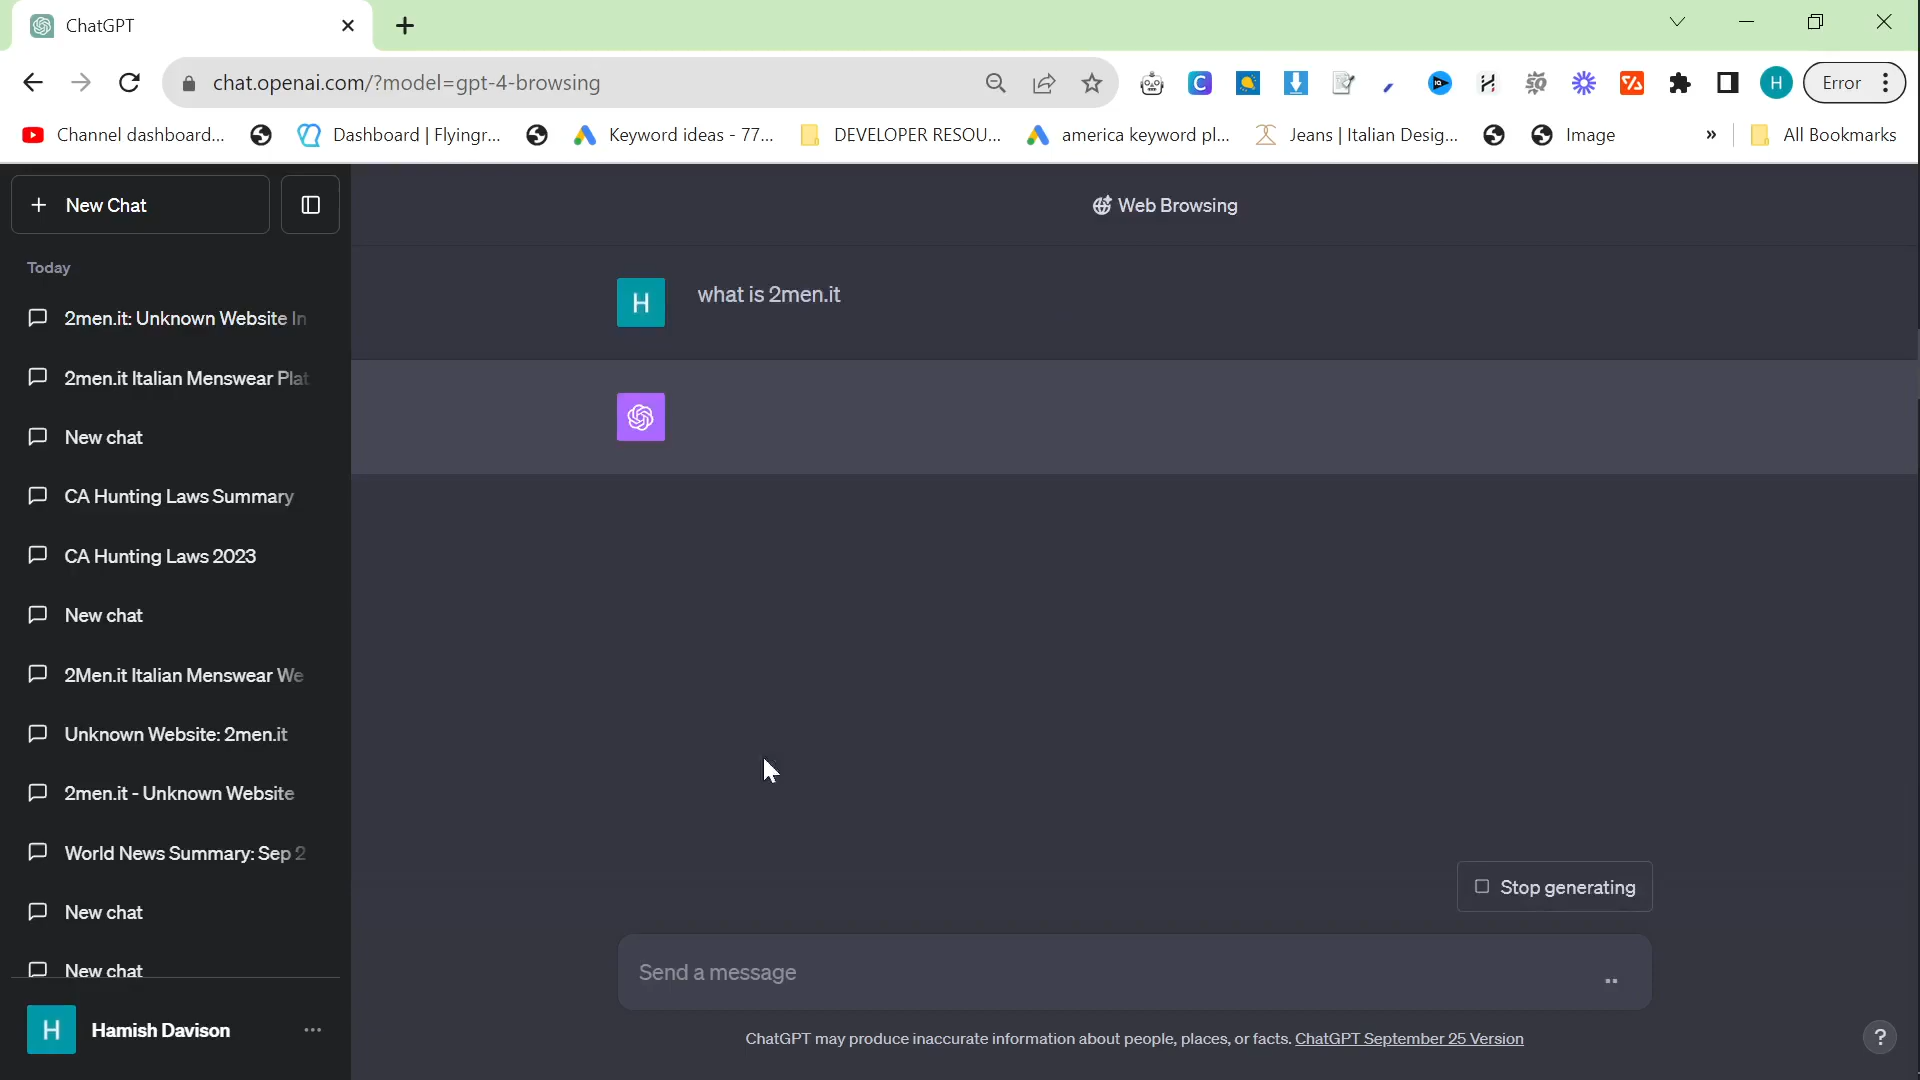 ChatGPT
chat.openai.com/?model=gpt-4-browsing
Error
Channel dashboard...
Dashboard | Flyingr...
Keyword ideas - 77...
DEVELOPER RESOU...
america keyword pl...
Jeans | Italian Desig...
Image
»
All Bookmarks
+ New Chat
Web Browsing
Today
2men.it: Unknown Website In
2men.it Italian Menswear Plat
New chat
CA Hunting Laws Summary
CA Hunting Laws 2023
New chat
2Men.it Italian Menswear We
Unknown Website: 2men.it
2men.it - Unknown Website
World News Summary: Sep 2
New chat
New chat
H
Hamish Davison
...
H
what is 2men.it
Stop generating
Send a message
ChatGPT may produce inaccurate information about people, places, or facts. ChatGPT September 25 Version
?